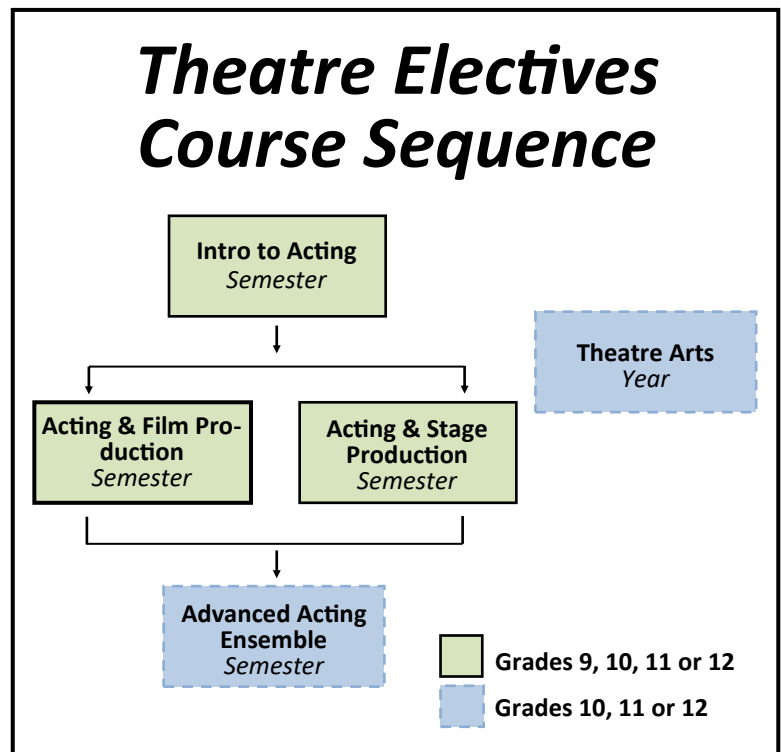 Theatre Electives
Course Sequence
Intro to Acting
Semester
Theatre Arts
Year
Acting & Film Pro-
duction
Semester
Acting & Stage
Production
Semester
Advanced Acting
Ensemble
Semester
Grades 9, 10, 11 or 12
Grades 10, 11 or 12